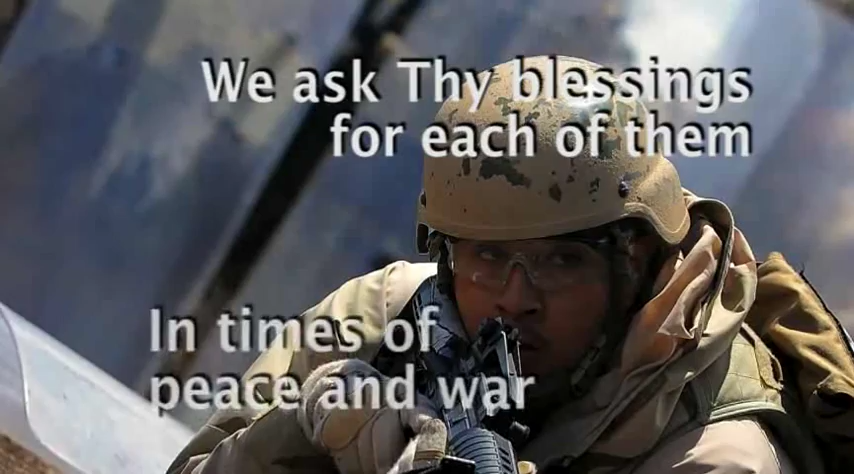 We ask Thy blessings
for each of them
In times of
peace and war